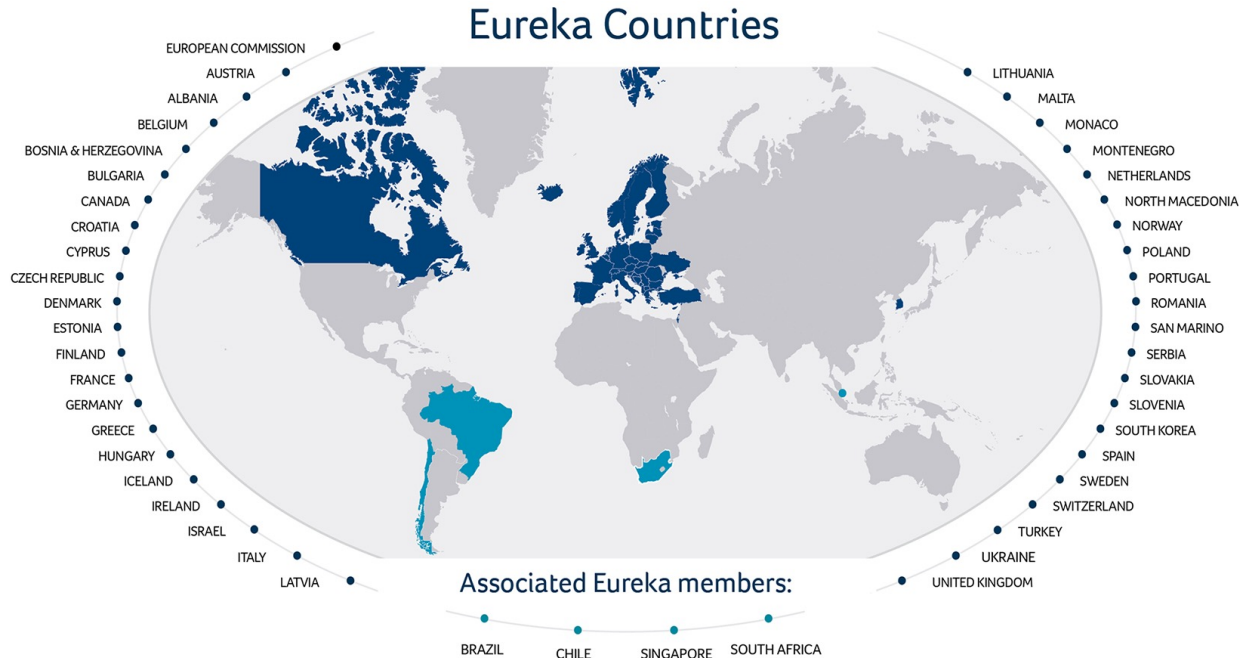 Eureka Countries
EUROPEAN COMMISSION
AUSTRIA
ALBANIA
BELGIUM
BOSNIA & HERZEGOVINA
BULGARIA
CANADA
CROATIA
CYPRUS
CZECH REPUBLIC
DENMARK
ESTONIA
FINLAND
FRANCE
GERMANY
GREECE
HUNGARY
ICELAND
IRELAND
ISRAEL
ITALY
LATVIA
LITHUANIA
MALTA
MONACO
MONTENEGRO
NETHERLANDS
NORTH MACEDONIA
NORWAY
POLAND
PORTUGAL
ROMANIA
SAN MARINO
SERBIA
SLOVAKIA
SLOVENIA
SOUTH KOREA
SPAIN
SWEDEN
SWITZERLAND
TURKEY
UKRAINE
UNITED KINGDOM
Associated Eureka members:
BRAZIL
CHILE
SINGAPORE
SOUTH AFRICA